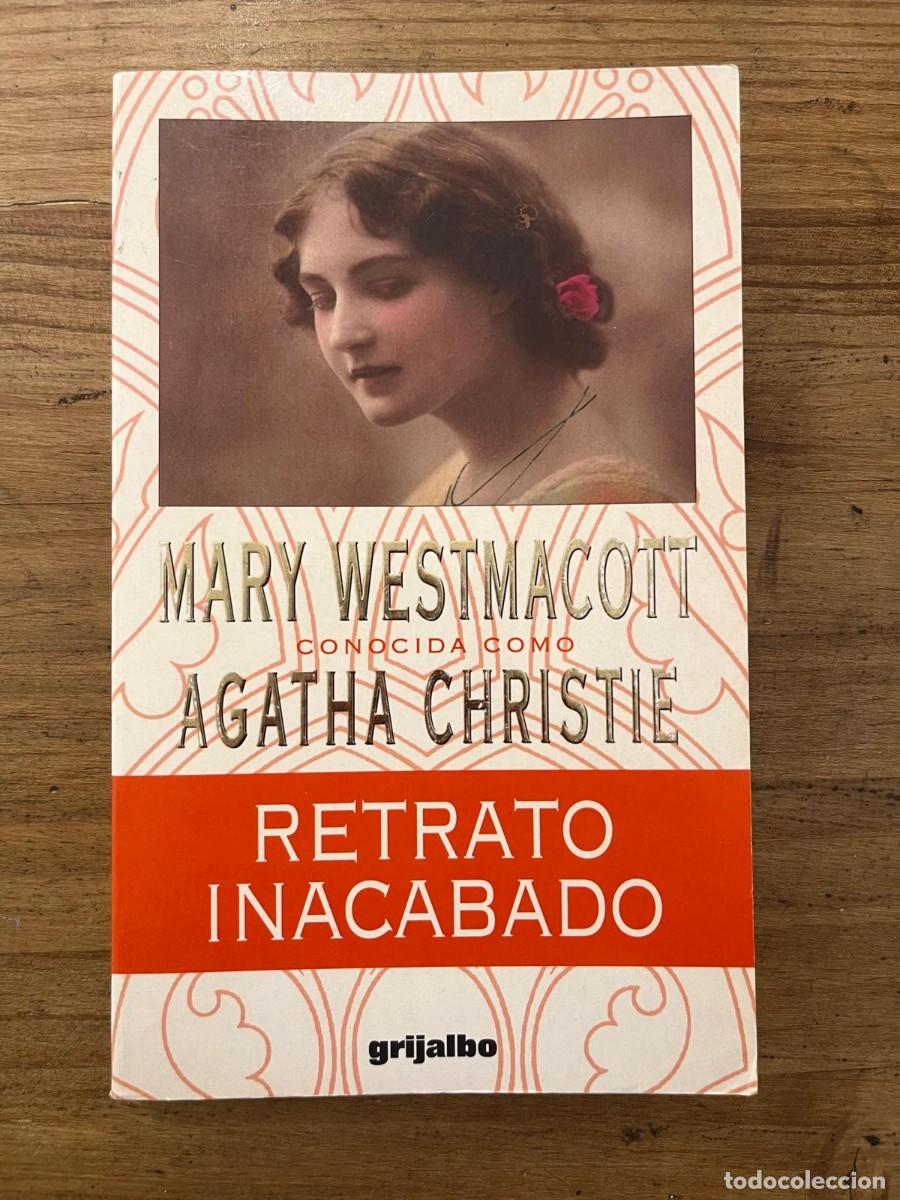 MARY WESTMACOTT
CONOCIDA COMO
AGATHA CHRISTIE
RETRATO
INACABADO
grijalbo
todocoleccion